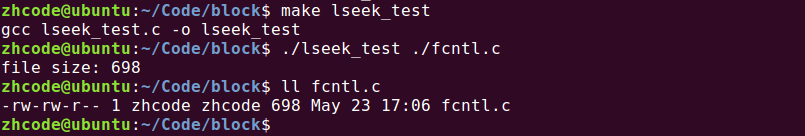 zhcode@ubuntu:~/Code/block$ make lseek_test
gcc lseek_test.c -o lseek_test
zhcode@ubuntu:~/Code/block$ ./lseek_test ./fcntl.c
file size: 698
zhcode@ubuntu:~/Code/block$ ll fcntl.c
-rw-rw-r-- 1 zhcode zhcode 698 May 23 17:06 fcntl.c
zhcode@ubuntu:~/Code/block$